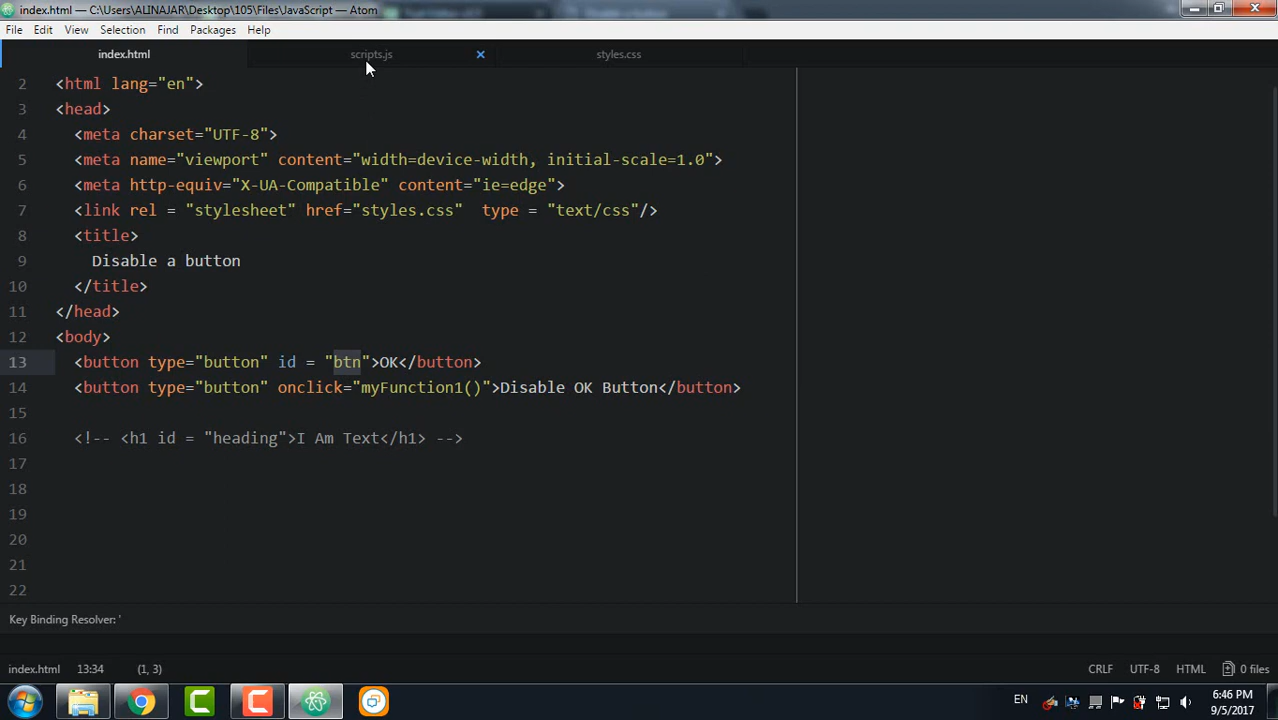 index.html — C:\Users\ALINAJAR\Desktop\105\Files\JavaScript — Atom
File Edit View Selection Find Packages Help
index.html scripts.js styles.css
2 <html lang="en">
3 <head>
4 <meta charset="UTF-8">
5 <meta name="viewport" content="width=device-width, initial-scale=1.0">
6 <meta http-equiv="X-UA-Compatible" content="ie=edge">
7 <link rel = "stylesheet" href="styles.css"  type = "text/css"/>
8 <title>
9 Disable a button
10 </title>
11 </head>
12 <body>
13 <button type="button" id = "btn">OK</button>
14 <button type="button" onclick="myFunction1()">Disable OK Button</button>
15
16 <!-- <h1 id = "heading">I Am Text</h1> -->
17
18
19
20
21
22
Key Binding Resolver: '
index.html 13:34 (1, 3) CRLF UTF-8 HTML 0 files
EN 6:46 PM
9/5/2017